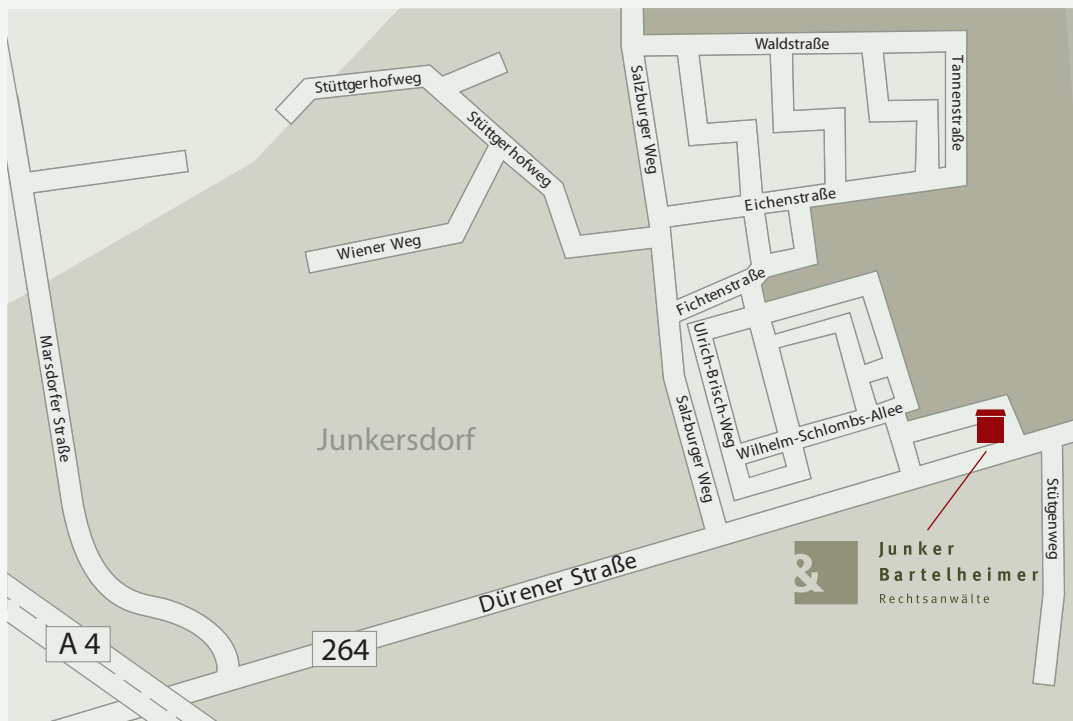 Waldstraße
Tannenstraße
Stüttgerhofweg
Salzburger Weg
Stüttgerhofweg
Eichenstraße
Wiener Weg
Fichtenstraße
Ulrich-Brisch-Weg
Marsdorfer Straße
Salzburger Weg
Wilhelm-Schlombs-Allee
Junkersdorf
Stütgenweg
&
Junker
Bartelheimer
Rechtsanwälte
Dürener Straße
264
A 4